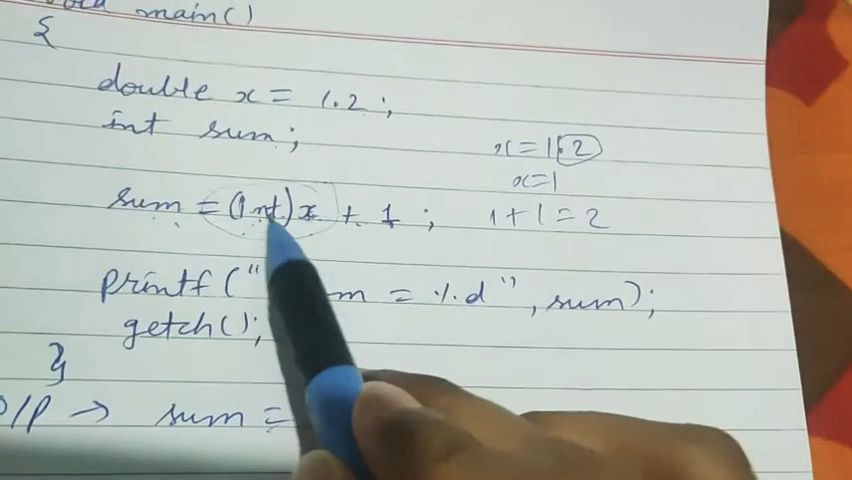 void main()
{
double x = 1.2;
int sum;
x = 1.2
x=1
sum = (int)x + 1;
1+1=2
printf(" m = %d", sum);
getch();
}
O/P → sum =